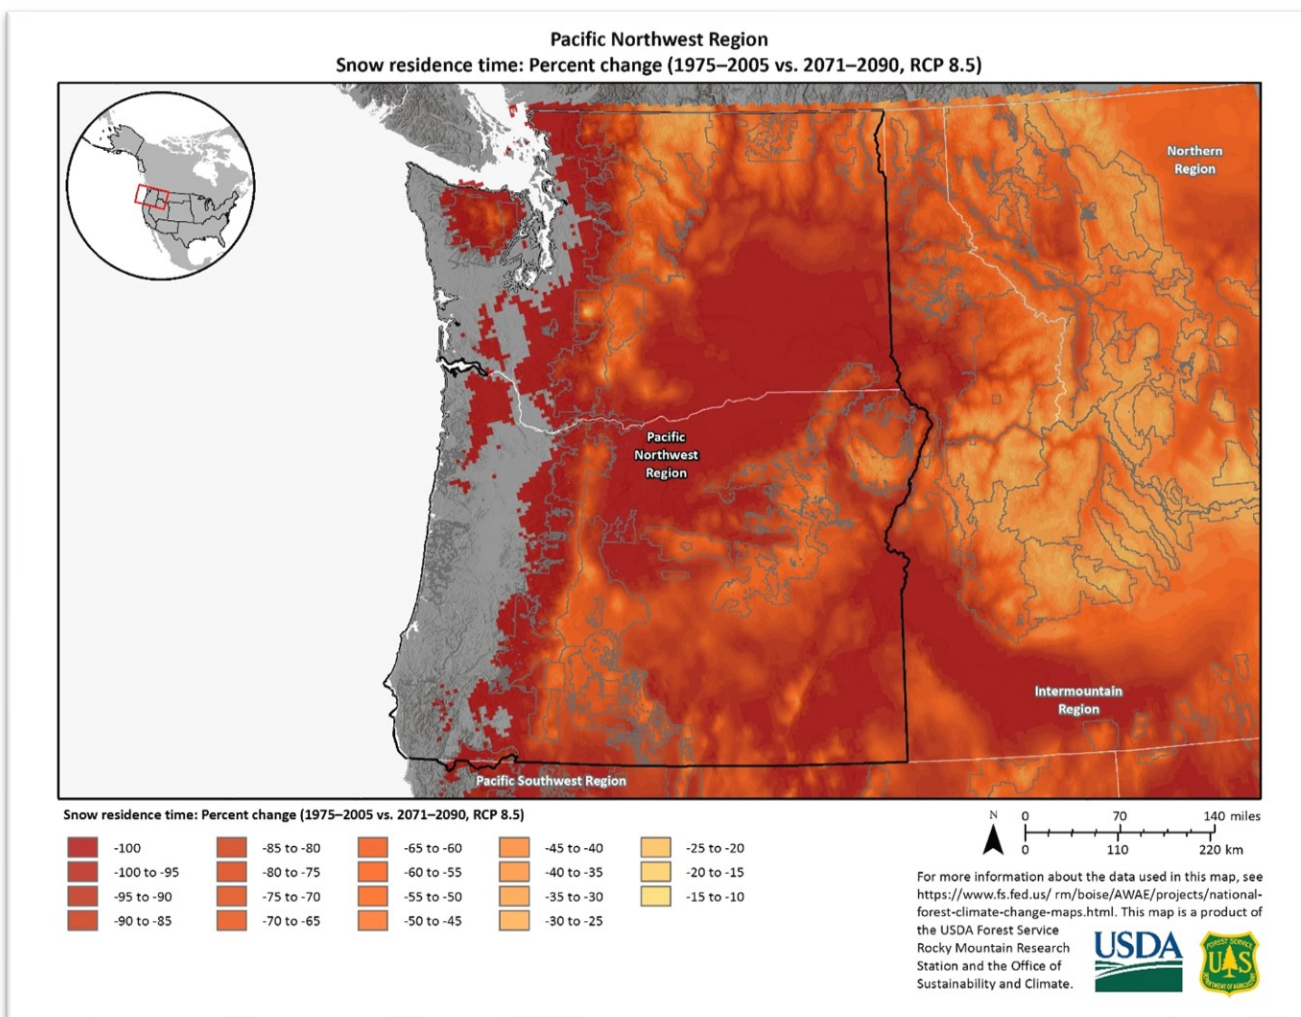 Pacific Northwest Region
Snow residence time: Percent change (1975–2005 vs. 2071–2090, RCP 8.5)
Northern
Region
Pacific
Northwest
Region
Intermountain
Region
Pacific Southwest Region
Snow residence time: Percent change (1975–2005 vs. 2071–2090, RCP 8.5)
-100
-100 to -95
-95 to -90
-90 to -85
-85 to -80
-80 to -75
-75 to -70
-70 to -65
-65 to -60
-60 to -55
-55 to -50
-50 to -45
-45 to -40
-40 to -35
-35 to -30
-30 to -25
-25 to -20
-20 to -15
-15 to -10
N
0 70 140 miles
0 110 220 km
For more information about the data used in this map, see
https://www.fs.fed.us/ rm/boise/AWAE/projects/national-
forest-climate-change-maps.html. This map is a product of
the USDA Forest Service
Rocky Mountain Research
Station and the Office of
Sustainability and Climate.
USDA
FOREST SERVICE
U S
DEPARTMENT OF AGRICULTURE